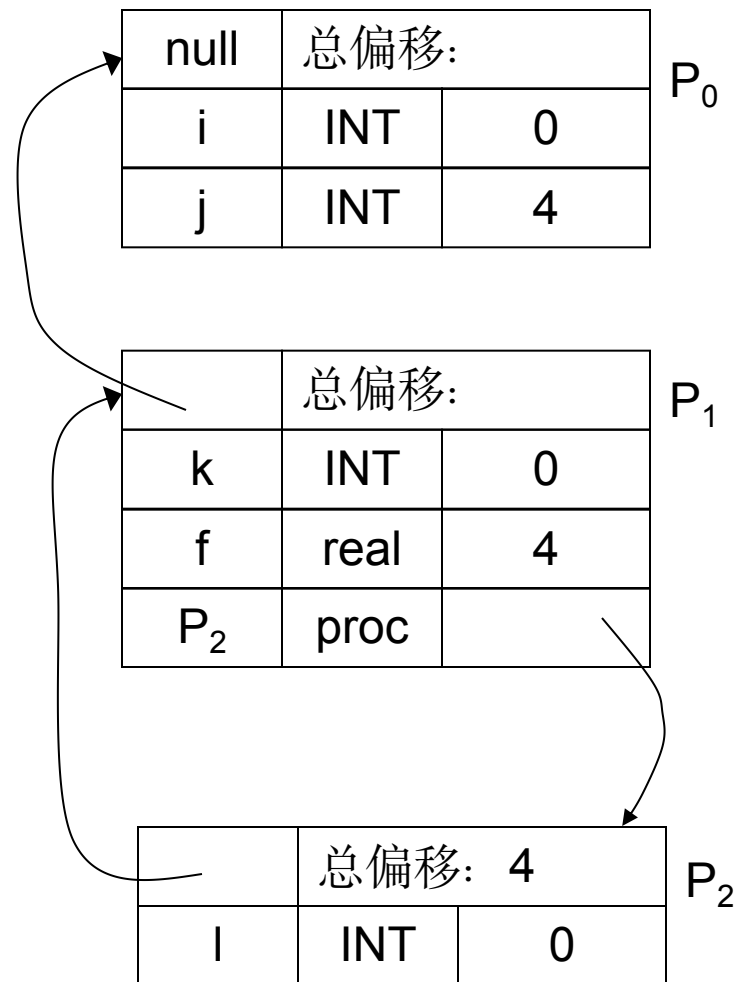 null 总偏移:
P0
i INT 0
j INT 4
总偏移:
P1
k INT 0
f real 4
P2 proc
总偏移: 4
P2
l INT 0